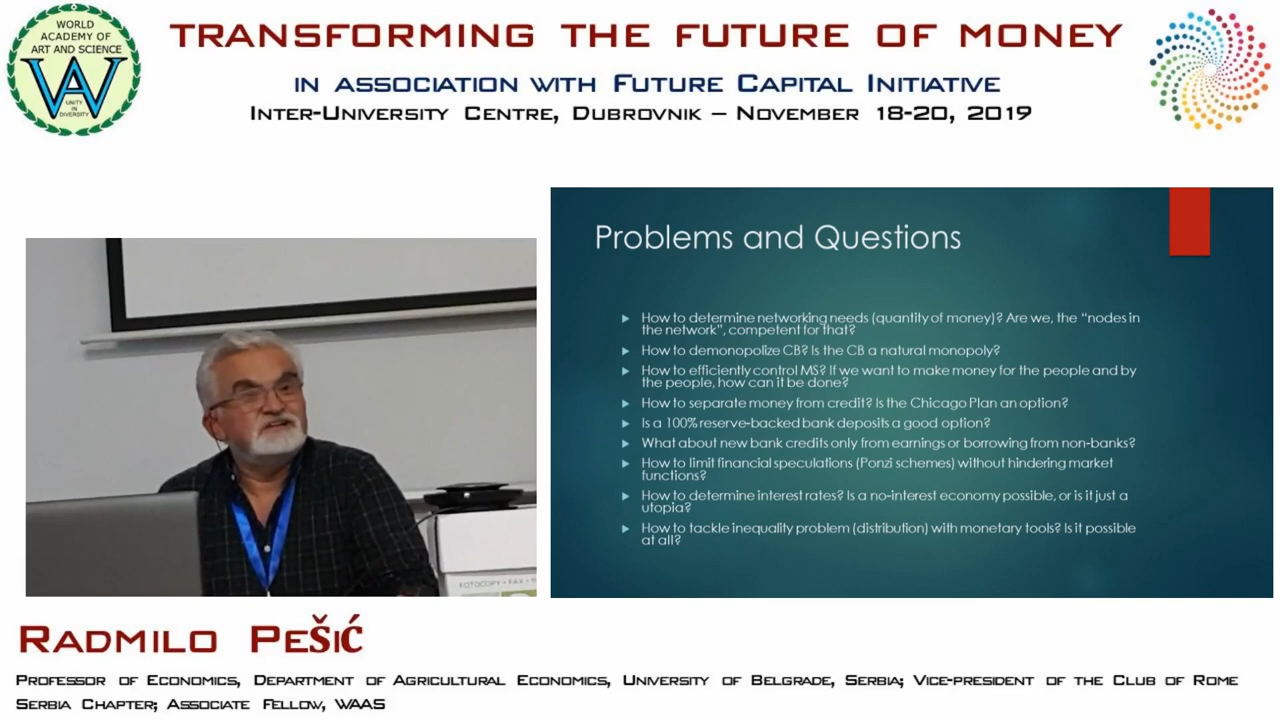 WORLD
ACADEMY OF
ART AND SCIENCE
UNITY
IN
DIVERSITY
TRANSFORMING THE FUTURE OF MONEY
IN ASSOCIATION WITH FUTURE CAPITAL INITIATIVE
INTER-UNIVERSITY CENTRE, DUBROVNIK – NOVEMBER 18-20, 2019
Problems and Questions
How to determine networking needs (quantity of money)? Are we, the “nodes in
the network”, competent for that?
How to demonopolize CB? Is the CB a natural monopoly?
How to efficiently control MS? If we want to make money for the people and by
the people, how can it be done?
How to separate money from credit? Is the Chicago Plan an option?
Is a 100% reserve-backed bank deposits a good option?
What about new bank credits only from earnings or borrowing from non-banks?
How to limit financial speculations (Ponzi schemes) without hindering market
functions?
How to determine interest rates? Is a no-interest economy possible, or is it just a
utopia?
How to tackle inequality problem (distribution) with monetary tools? Is it possible
at all?
FOTOCOPY • FAX •
RADMILO PEŠIĆ
PROFESSOR OF ECONOMICS, DEPARTMENT OF AGRICULTURAL ECONOMICS, UNIVERSITY OF BELGRADE, SERBIA; VICE-PRESIDENT OF THE CLUB OF ROME
SERBIA CHAPTER; ASSOCIATE FELLOW, WAAS